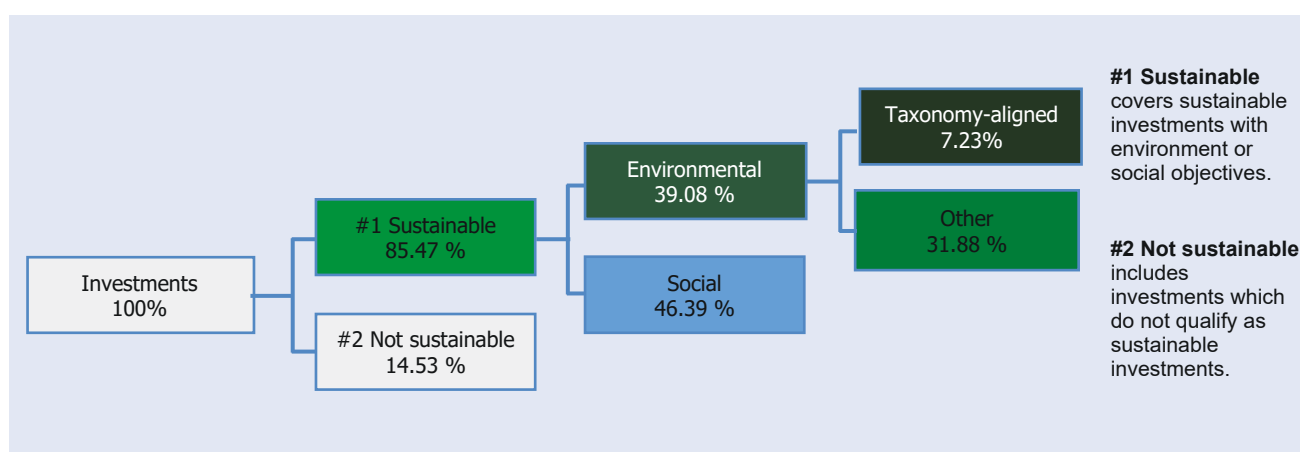 Investments
100%
#1 Sustainable
85.47 %
#2 Not sustainable
14.53 %
Environmental
39.08 %
Social
46.39 %
Taxonomy-aligned
7.23%
Other
31.88 %
#1 Sustainable
covers sustainable
investments with
environment or
social objectives.
#2 Not sustainable
includes
investments which
do not qualify as
sustainable
investments.